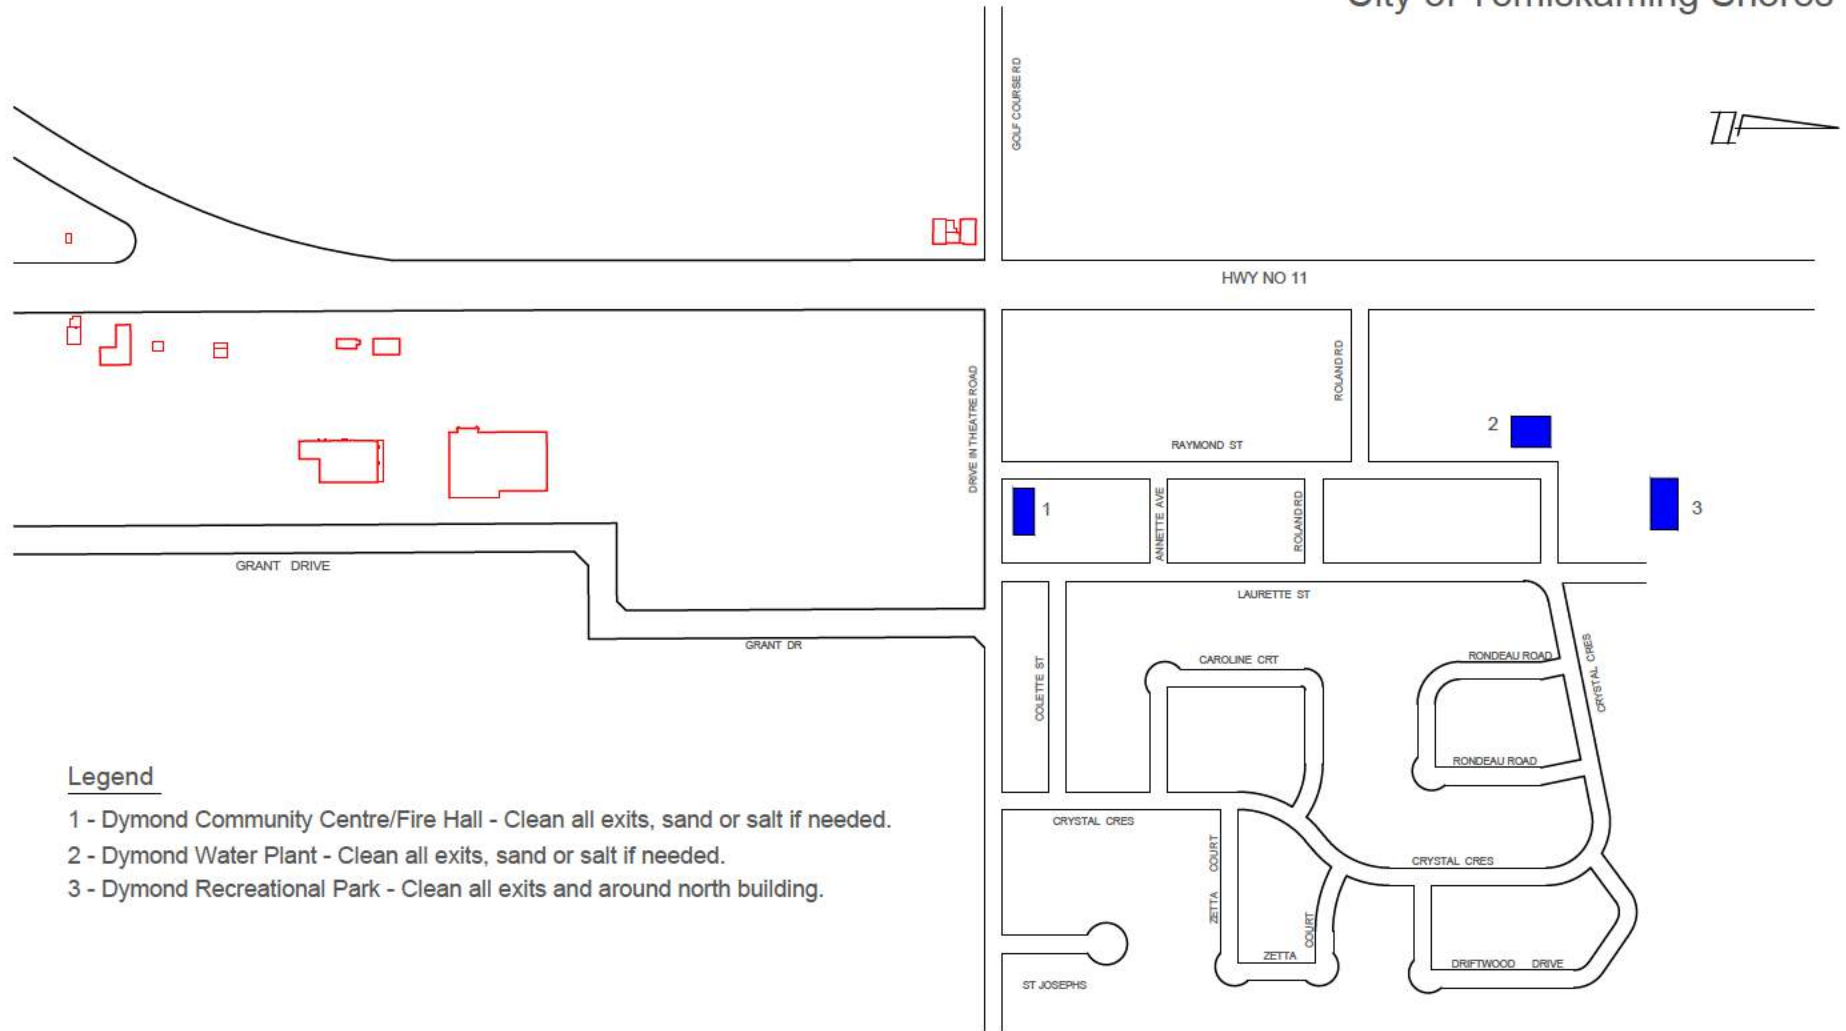 City of Temiskaming Shores
GOLF COURSE RD
HWY NO 11
ROLAND RD
DRIVE IN THEATRE ROAD
2
RAYMOND ST
3
1
ANNETTE AVE
ROLAND RD
GRANT DRIVE
LAURETTE ST
GRANT DR
COLETTE ST
CAROLINE CRT
RONDEAU ROAD
CRYSTAL CRES
RONDEAU ROAD
Legend
1 - Dymond Community Centre/Fire Hall - Clean all exits, sand or salt if needed.
2 - Dymond Water Plant - Clean all exits, sand or salt if needed.
3 - Dymond Recreational Park - Clean all exits and around north building.
CRYSTAL CRES
ZETTA COURT
CRYSTAL CRES
COURT
ZETTA
DRIFTWOOD DRIVE
ST JOSEPHS